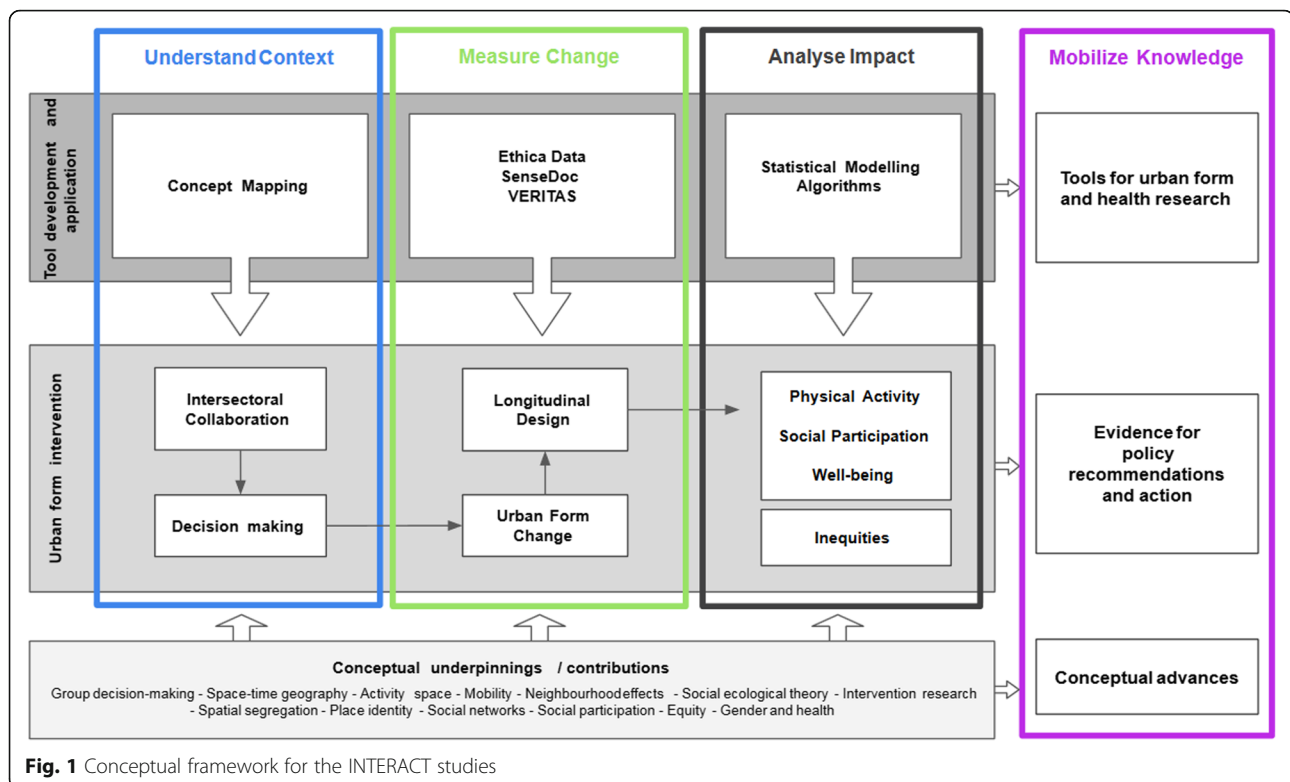 Understand Context
Measure Change
Analyse Impact
Mobilize Knowledge
Tool development and
application
Concept Mapping
Ethica Data
SenseDoc
VERITAS
Statistical Modelling
Algorithms
Tools for urban form
and health research
Urban form intervention
Intersectoral
Collaboration
Decision making
Longitudinal
Design
Urban Form
Change
Physical Activity
Social Participation
Well-being
Inequities
Evidence for
policy
recommendations
and action
Conceptual underpinnings / contributions
Group decision-making - Space-time geography - Activity space - Mobility - Neighbourhood effects - Social ecological theory - Intervention research
- Spatial segregation - Place identity - Social networks - Social participation - Equity - Gender and health
Conceptual advances
Fig. 1 Conceptual framework for the INTERACT studies